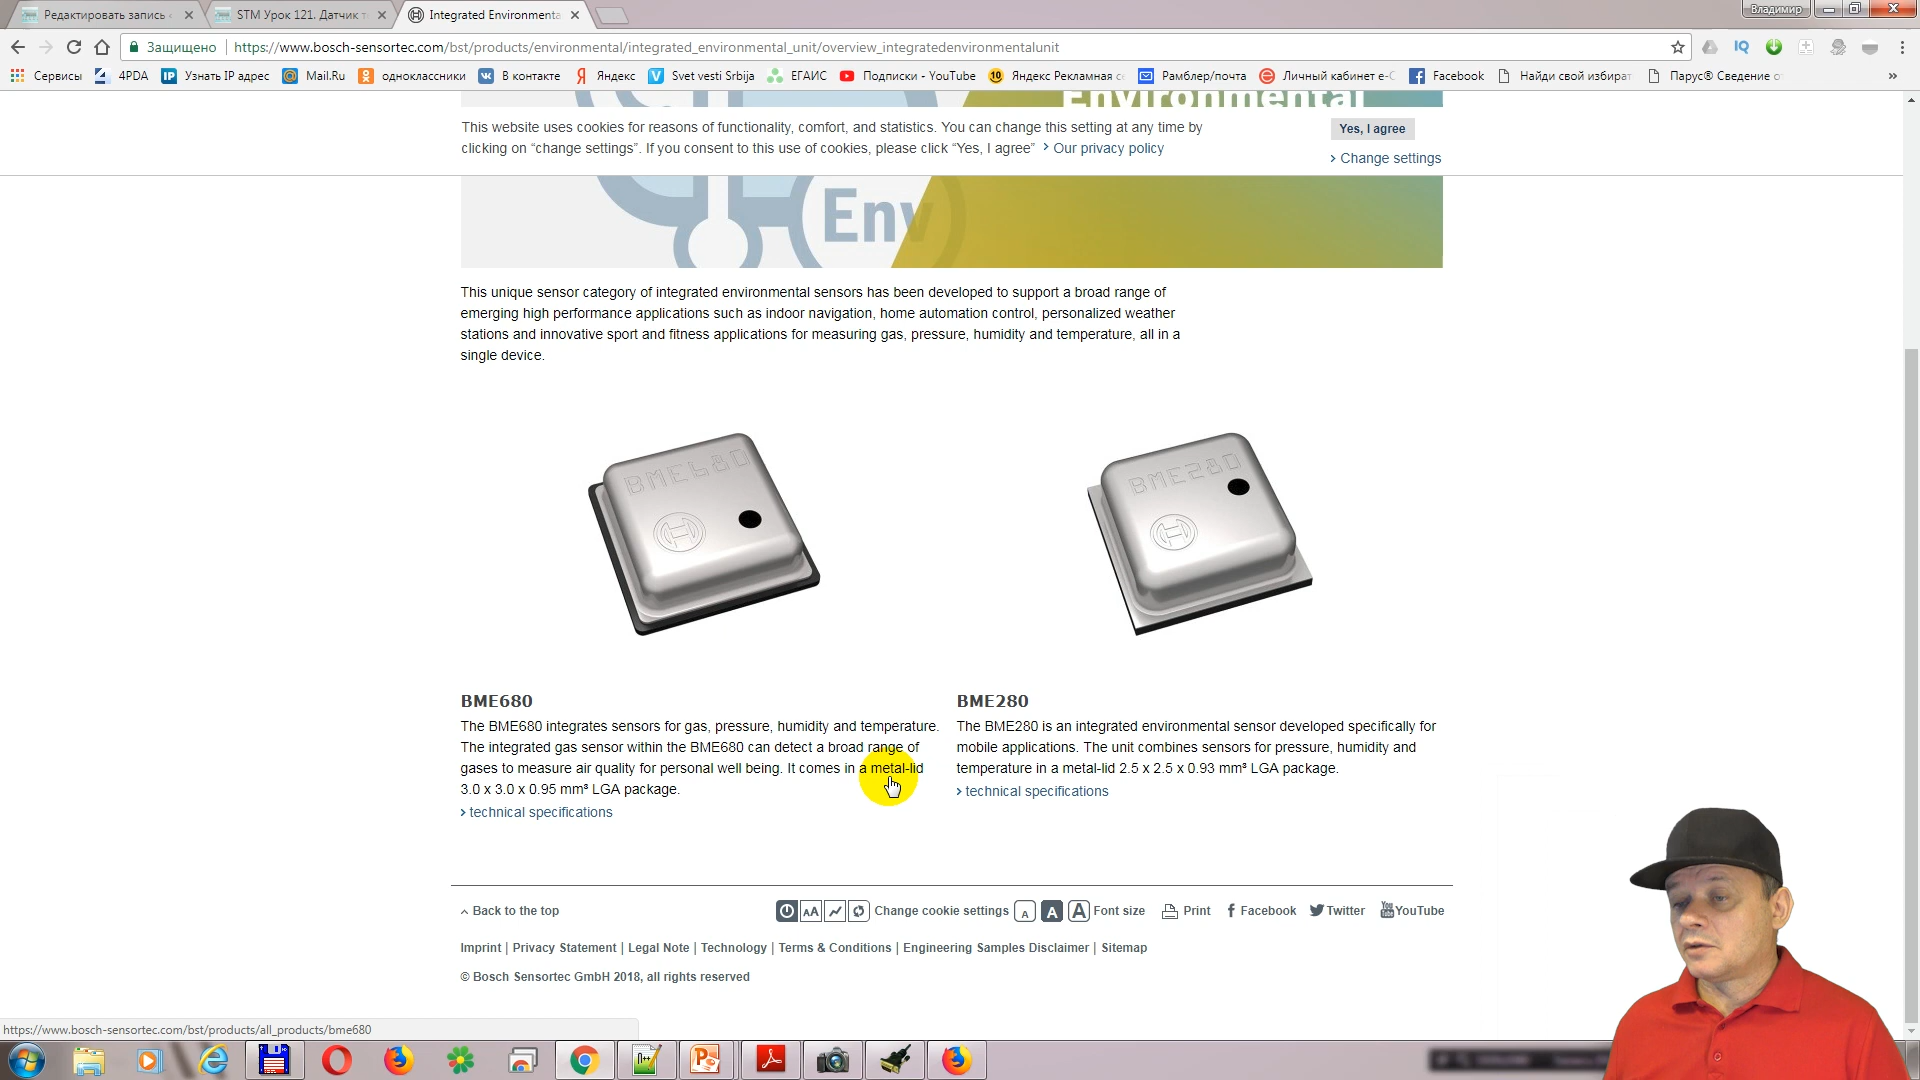 Редактировать запись
STM Урок 121. Датчик т
Integrated Environmenta
Владимир
Защищено
https://www.bosch-sensortec.com/bst/products/environmental/integrated_environmental_unit/overview_integratedenvironmentalunit
Сервисы
4PDA
Узнать IP адрес
Mail.Ru
одноклассники
В контакте
Яндекс
Svet vesti Srbija
ЕГАИС
Подписки - YouTube
Яндекс Рекламная
Рамблер/почта
Личный кабинет е-С
Facebook
Найди свой избират
Парус® Сведение о
Environmental
This website uses cookies for reasons of functionality, comfort, and statistics. You can change this setting at any time by
clicking on “change settings”. If you consent to this use of cookies, please click “Yes, I agree” › Our privacy policy
Yes, I agree
› Change settings
Env
This unique sensor category of integrated environmental sensors has been developed to support a broad range of
emerging high performance applications such as indoor navigation, home automation control, personalized weather
stations and innovative sport and fitness applications for measuring gas, pressure, humidity and temperature, all in a
single device.
BME680
BME280
BME680
The BME680 integrates sensors for gas, pressure, humidity and temperature.
The integrated gas sensor within the BME680 can detect a broad range of
gases to measure air quality for personal well being. It comes in a metal-lid
3.0 x 3.0 x 0.95 mm³ LGA package.
› technical specifications
BME280
The BME280 is an integrated environmental sensor developed specifically for
mobile applications. The unit combines sensors for pressure, humidity and
temperature in a metal-lid 2.5 x 2.5 x 0.93 mm³ LGA package.
› technical specifications
Back to the top
AA Change cookie settings A A A Font size Print Facebook Twitter YouTube
Imprint | Privacy Statement | Legal Note | Technology | Terms & Conditions | Engineering Samples Disclaimer | Sitemap
© Bosch Sensortec GmbH 2018, all rights reserved
https://www.bosch-sensortec.com/bst/products/all_products/bme680